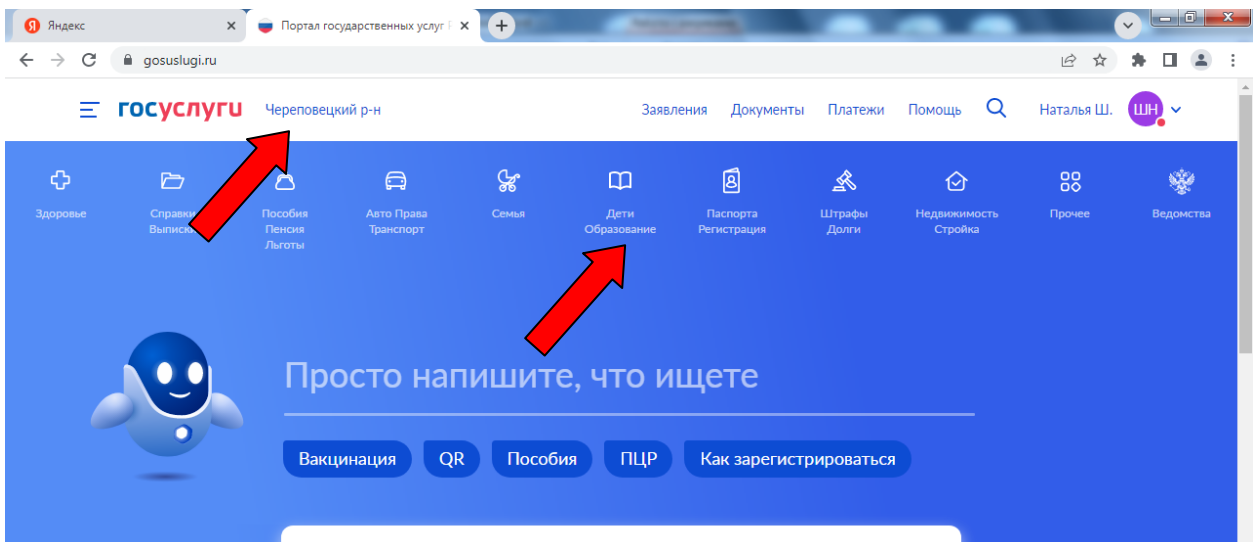 Яндекс
Портал государственных услуг
gosuslugi.ru
госуслуги Череповецкий р-н Заявления Документы Платежи Помощь Наталья Ш. ШН
Здоровье
Справки
Выписки
Пособия
Пенсия
Льготы
Авто Права
Транспорт
Семья
Дети
Образование
Паспорта
Регистрация
Штрафы
Долги
Недвижимость
Стройка
Прочее
Ведомства
Просто напишите, что ищете
Вакцинация QR Пособия ПЦР Как зарегистрироваться